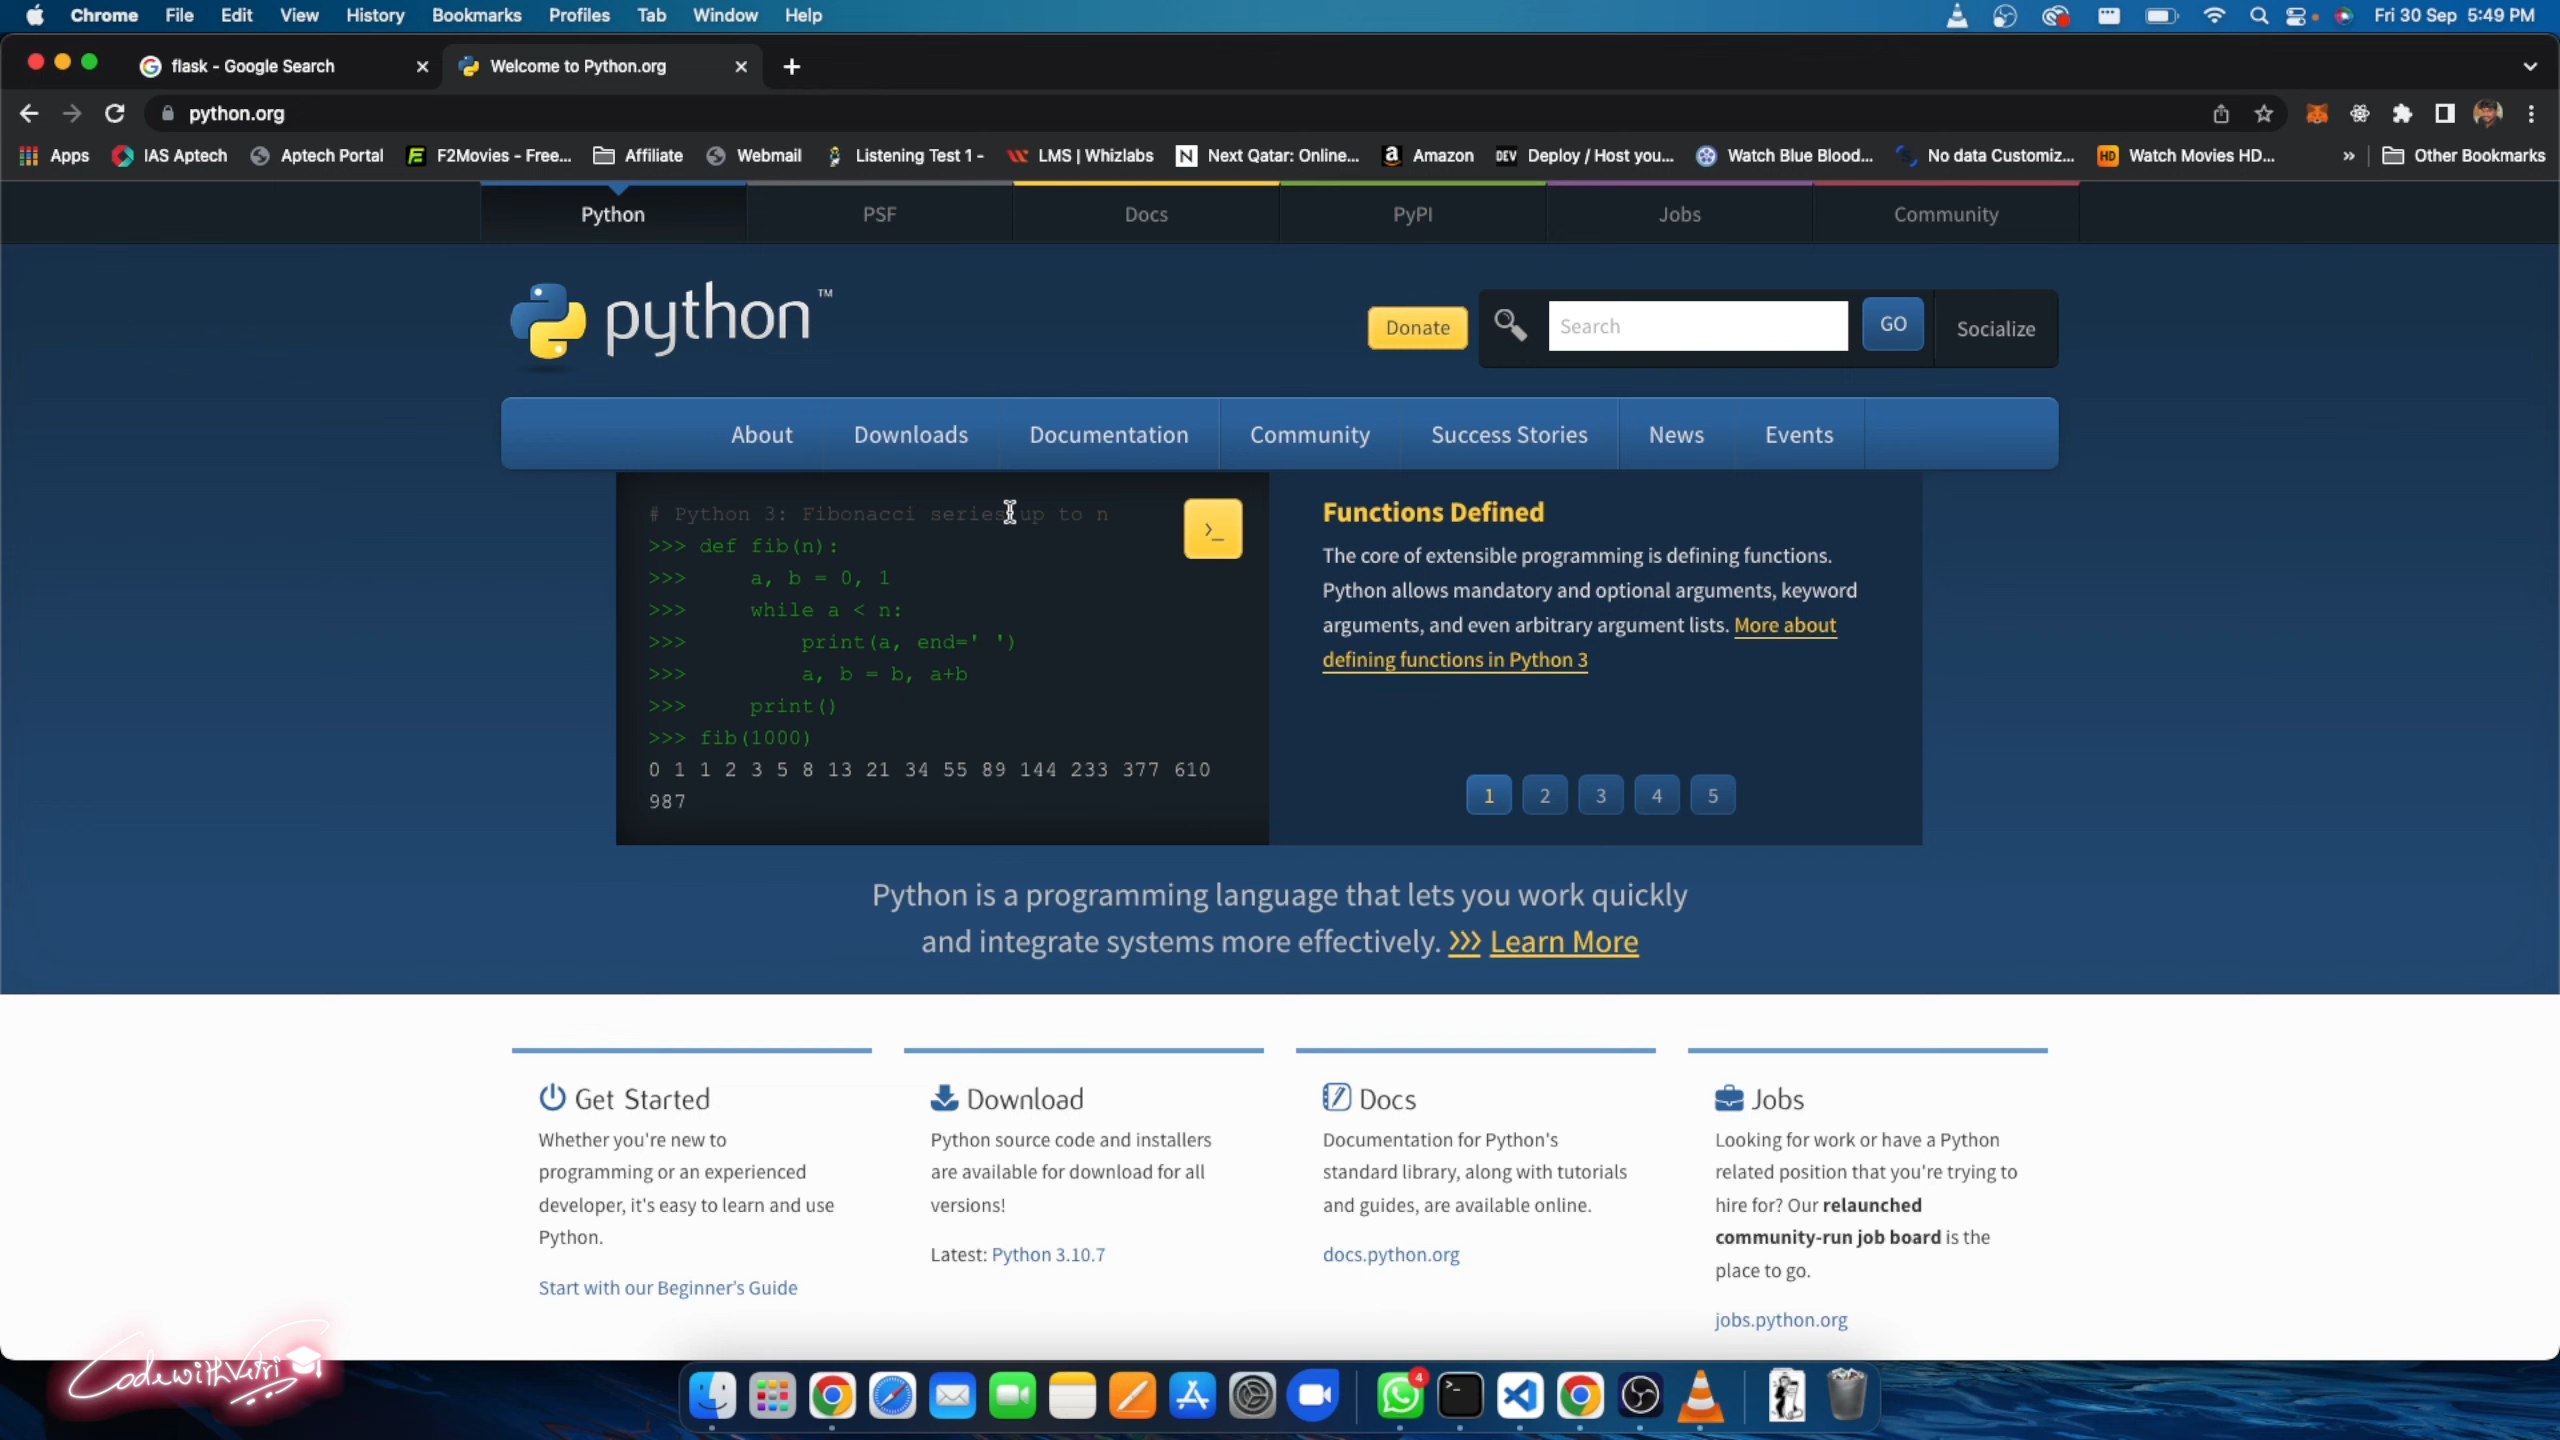 Chrome File Edit View History Bookmarks Profiles Tab Window Help Fri 30 Sep 5:49 PM
flask - Google Search Welcome to Python.org
python.org
Apps IAS Aptech Aptech Portal F2Movies - Free... Affiliate Webmail Listening Test 1 - LMS | Whizlabs Next Qatar: Online... Amazon Deploy / Host you... Watch Blue Blood... No data Customiz... Watch Movies HD... » Other Bookmarks
Python PSF Docs PyPI Jobs Community
python™
Donate Search GO Socialize
About Downloads Documentation Community Success Stories News Events
# Python 3: Fibonacci series up to n
>>> def fib(n):
>>>     a, b = 0, 1
>>>     while a < n:
>>>         print(a, end=' ')
>>>         a, b = b, a+b
>>>     print()
>>> fib(1000)
0 1 1 2 3 5 8 13 21 34 55 89 144 233 377 610
987
>_
Functions Defined
The core of extensible programming is defining functions.
Python allows mandatory and optional arguments, keyword
arguments, and even arbitrary argument lists. More about
defining functions in Python 3
1 2 3 4 5
Python is a programming language that lets you work quickly
and integrate systems more effectively. >>> Learn More
Get Started
Whether you're new to
programming or an experienced
developer, it's easy to learn and use
Python.
Start with our Beginner's Guide
Download
Python source code and installers
are available for download for all
versions!
Latest: Python 3.10.7
Docs
Documentation for Python's
standard library, along with tutorials
and guides, are available online.
docs.python.org
Jobs
Looking for work or have a Python
related position that you're trying to
hire for? Our relaunched
community-run job board is the
place to go.
jobs.python.org
CodewithVetri
4